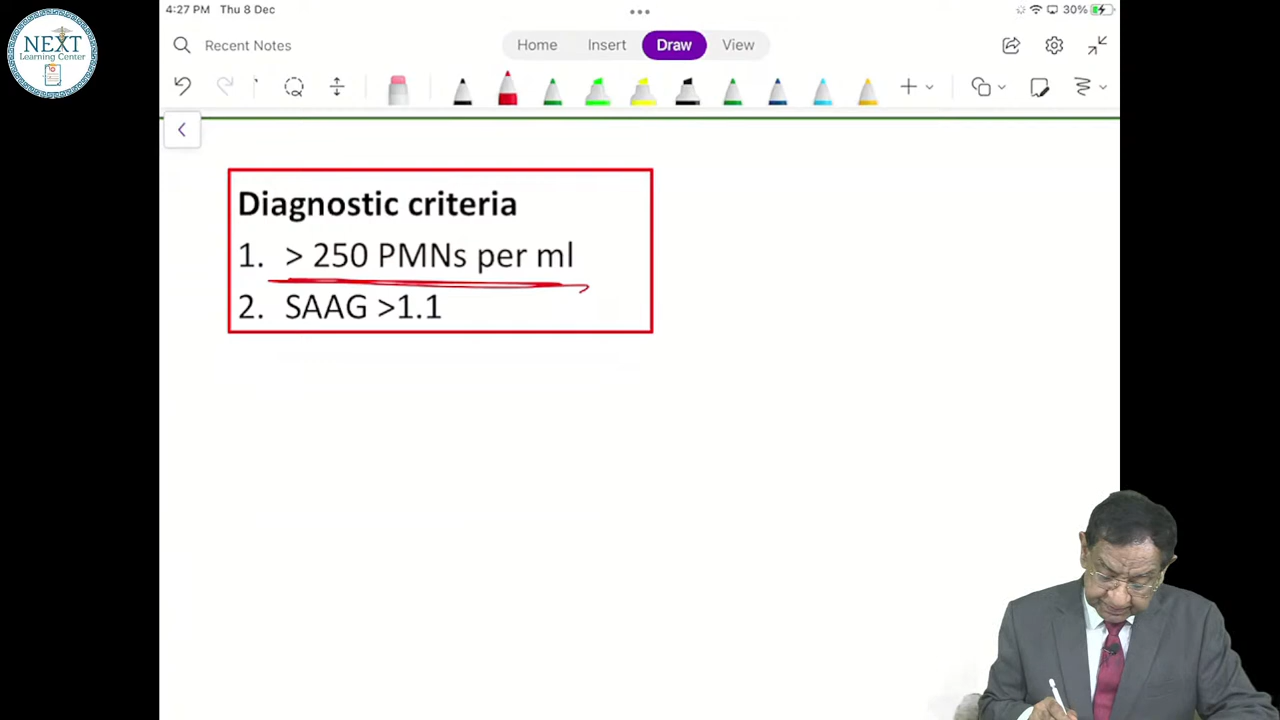 4:27 PM Thu 8 Dec
30%
NEXT
Learning Center
Recent Notes
Home Insert Draw View
Diagnostic criteria
1. > 250 PMNs per ml
2. SAAG >1.1